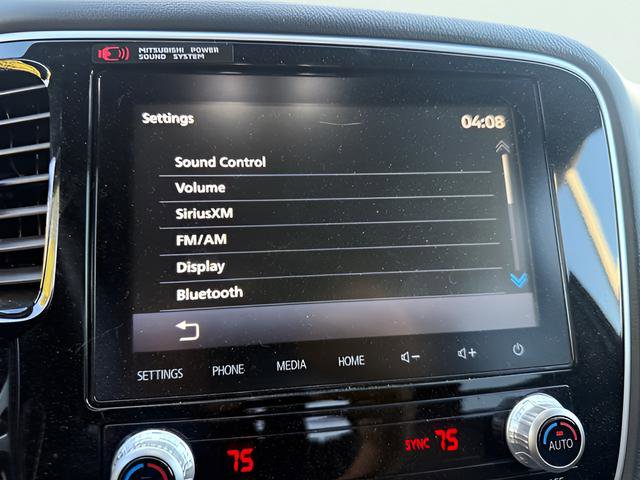 MITSUBISHI POWER
SOUND SYSTEM
Settings
04:08
Sound Control
Volume
SiriusXM
FM/AM
Display
Bluetooth
SETTINGS PHONE MEDIA HOME
75
SYNC 75
AUTO